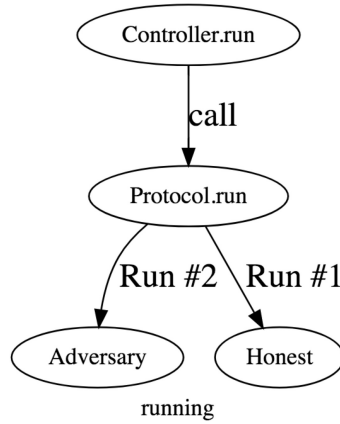 Controller.run
call
Protocol.run
Run #2 Run #1
Adversary Honest
running